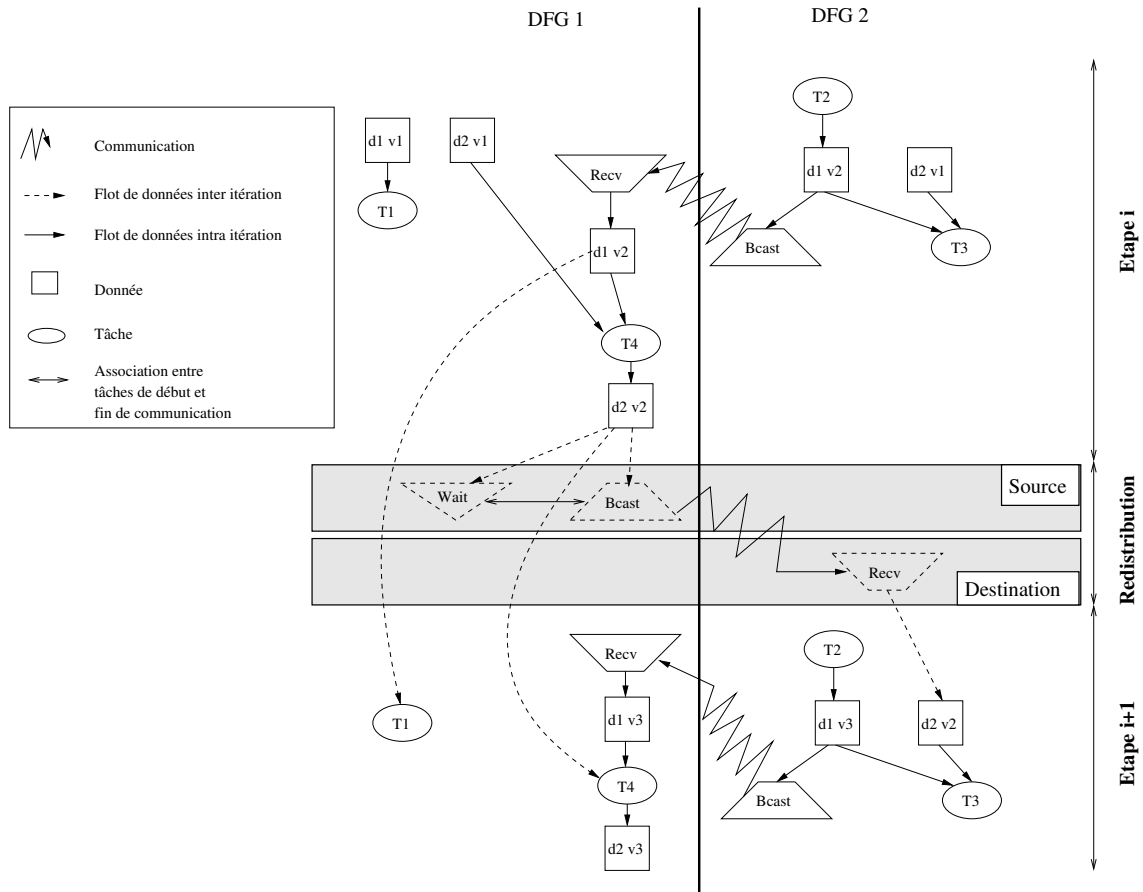 DFG 1
DFG 2
Communication
Flot de données inter itération
Flot de données intra itération
Donnée
Tâche
Association entre
tâches de début et
fin de communication
d1 v1
d2 v1
T1
Recv
d1 v2
T4
d2 v2
T2
d1 v2
d2 v1
Bcast
T3
Etape i
Wait
Bcast
Source
Recv
Destination
Redistribution
T1
Recv
d1 v3
T4
d2 v3
T2
d1 v3
d2 v2
Bcast
T3
Etape i+1